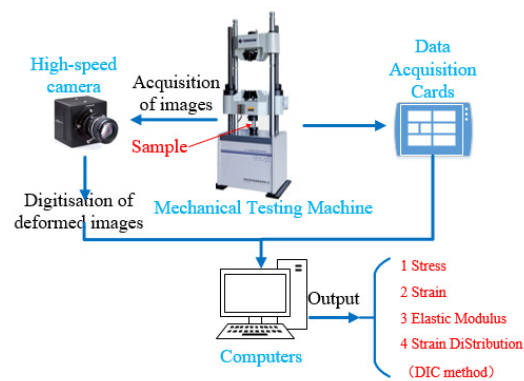 High-speed
camera
Acquisition
of images
Sample
Data
Acquisition
Cards
Mechanical Testing Machine
Digitisation of
deformed images
Computers
Output
1 Stress
2 Strain
3 Elastic Modulus
4 Strain DiStribution
（DIC method）